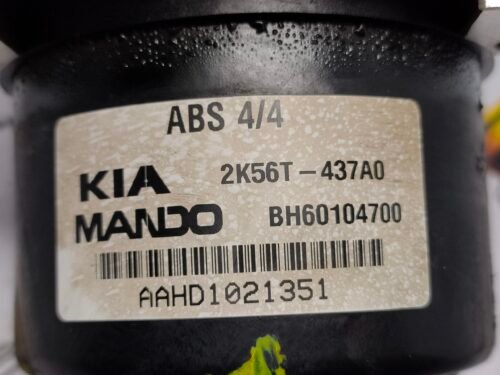 ABS 4/4
KIA 2K56T-437A0
MANDO BH60104700
AAHD1021351